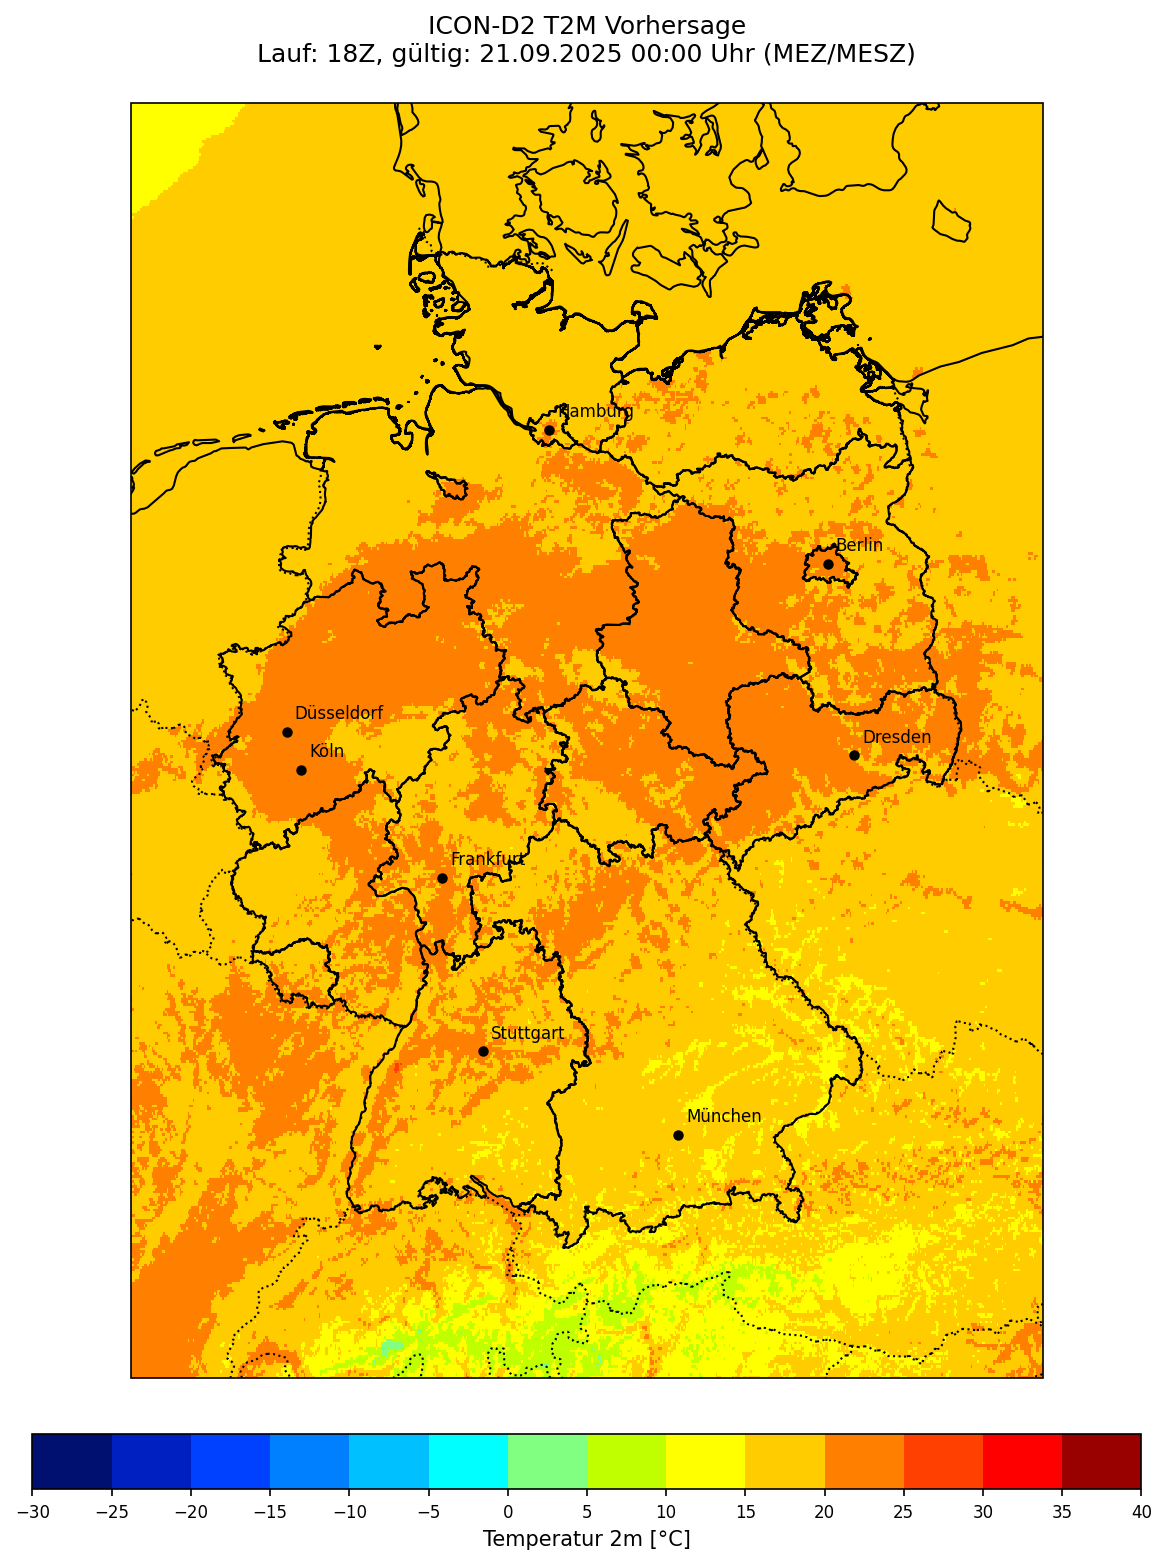 ICON-D2 T2M Vorhersage
Lauf: 18Z, gültig: 21.09.2025 00:00 Uhr (MEZ/MESZ)
Hamburg
Berlin
Düsseldorf
Köln
Dresden
Frankfurt
Stuttgart
München
−30 −25 −20 −15 −10 −5 0 5 10 15 20 25 30 35 40
Temperatur 2m [°C]